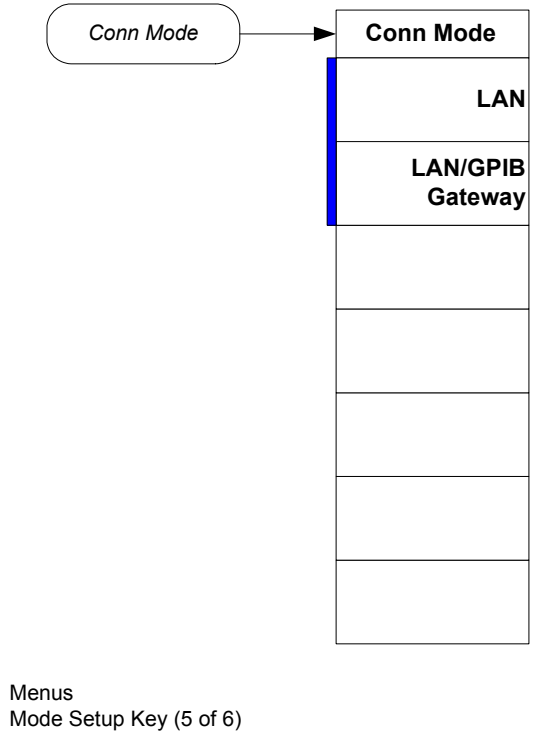 Conn Mode
Conn Mode
LAN
LAN/GPIB
Gateway
Menus
Mode Setup Key (5 of 6)